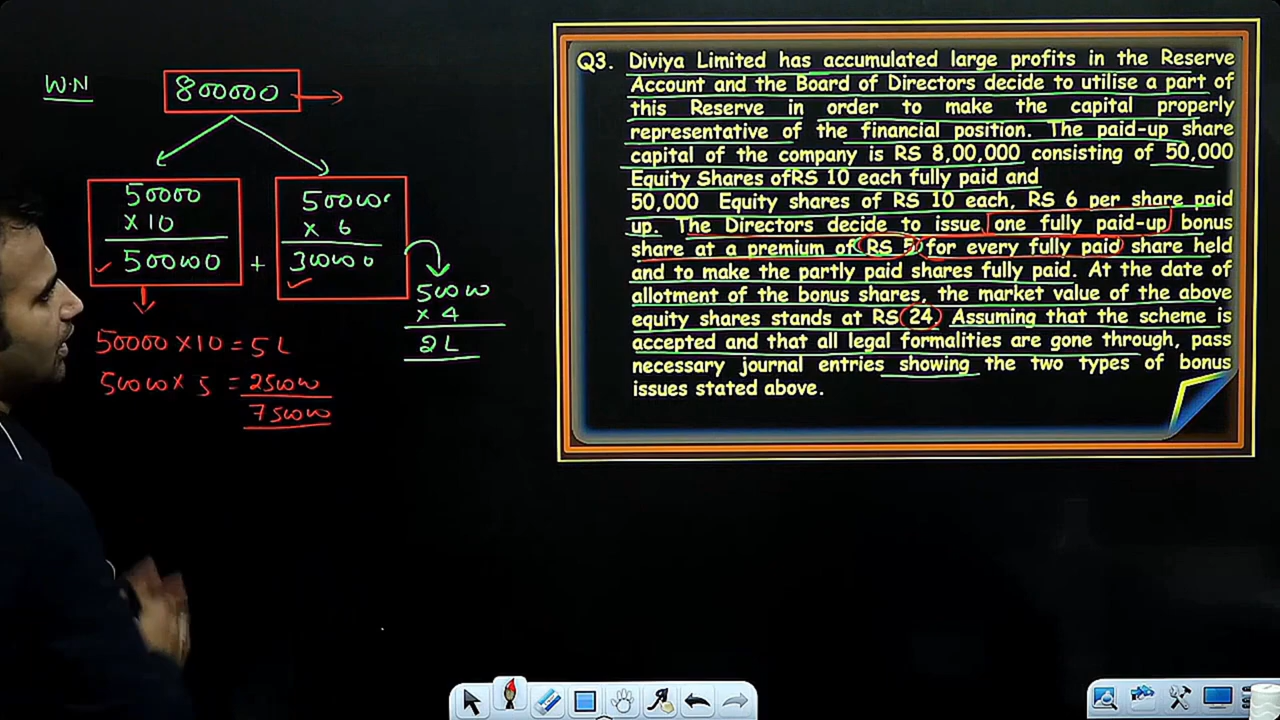 W.N
800000
50000
× 10
500000
+
50000
× 6
300000
50000
× 4
2 L
50000 × 10 = 5 L
50000 × 5 = 250000
750000
Q3. Diviya Limited has accumulated large profits in the Reserve
Account and the Board of Directors decide to utilise a part of
this Reserve in order to make the capital properly
representative of the financial position. The paid-up share
capital of the company is RS 8,00,000 consisting of 50,000
Equity Shares ofRS 10 each fully paid and
50,000 Equity shares of RS 10 each, RS 6 per share paid
up. The Directors decide to issue one fully paid-up bonus
share at a premium of RS 5 for every fully paid share held
and to make the partly paid shares fully paid. At the date of
allotment of the bonus shares, the market value of the above
equity shares stands at RS 24 Assuming that the scheme is
accepted and that all legal formalities are gone through, pass
necessary journal entries showing the two types of bonus
issues stated above.